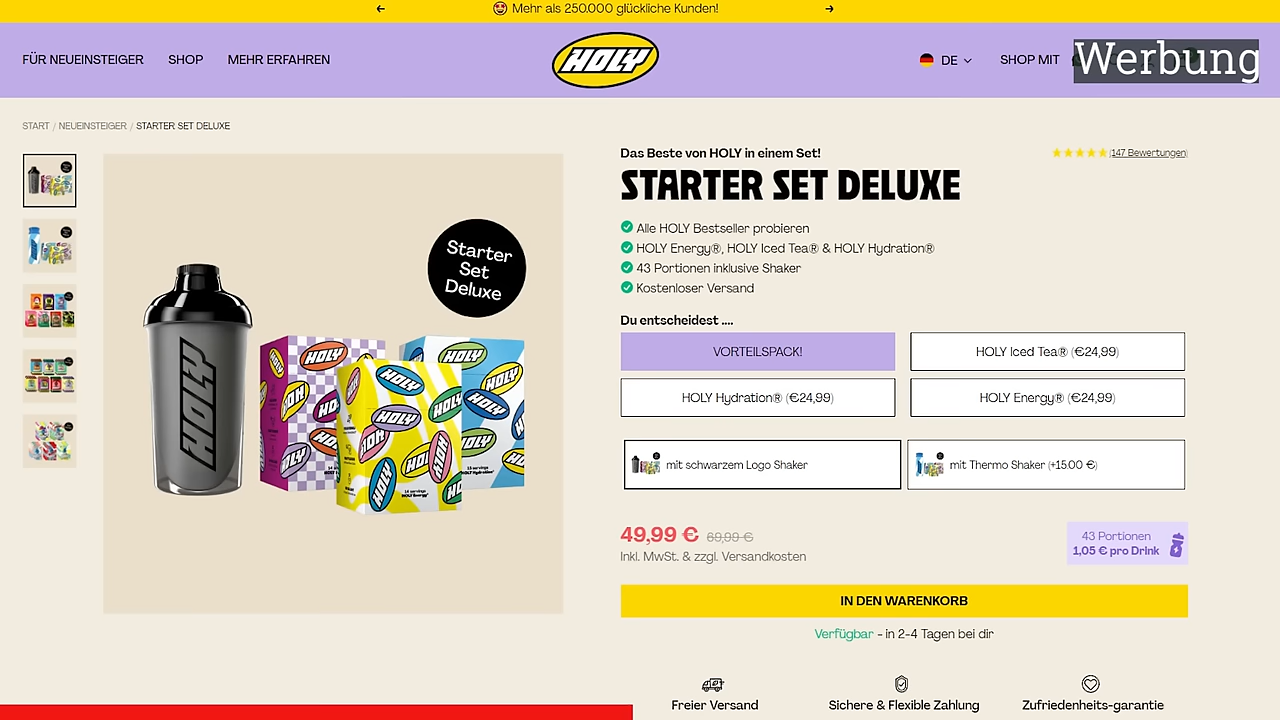 🤩 Mehr als 250.000 glückliche Kunden!
FÜR NEUEINSTEIGER SHOP MEHR ERFAHREN
HOLY
DE SHOP MIT
Werbung
START / NEUEINSTEIGER / STARTER SET DELUXE
Das Beste von HOLY in einem Set!
★★★★★ (147 Bewertungen)
STARTER SET DELUXE
Alle HOLY Bestseller probieren
HOLY Energy®, HOLY Iced Tea® & HOLY Hydration®
43 Portionen inklusive Shaker
Kostenloser Versand
Starter
Set
Deluxe
HOLY
HOLY
HOLY
HOLY
Du entscheidest ....
VORTEILSPACK!
HOLY Iced Tea® (€24,99)
HOLY Hydration® (€24,99)
HOLY Energy® (€24,99)
mit schwarzem Logo Shaker
mit Thermo Shaker (+15.00 €)
49,99 € 69,99 €
Inkl. MwSt. & zzgl. Versandkosten
43 Portionen
1,05 € pro Drink
IN DEN WARENKORB
Verfügbar - in 2-4 Tagen bei dir
Freier Versand
Sichere & Flexible Zahlung
Zufriedenheits-garantie